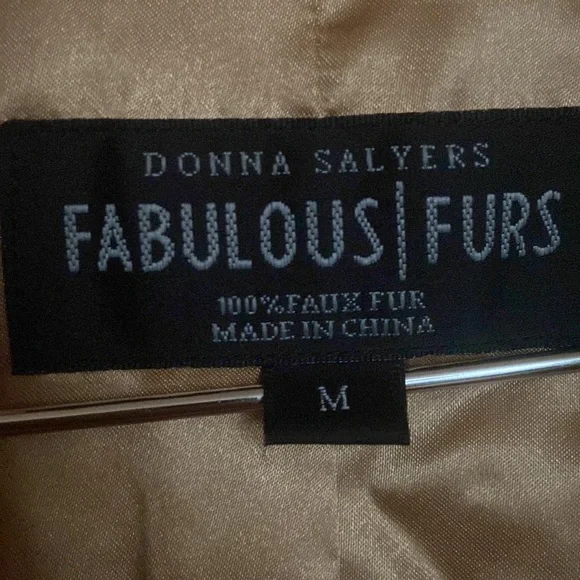 DONNA SALYERS
FABULOUS|FURS
100% FAUX FUR
MADE IN CHINA
M